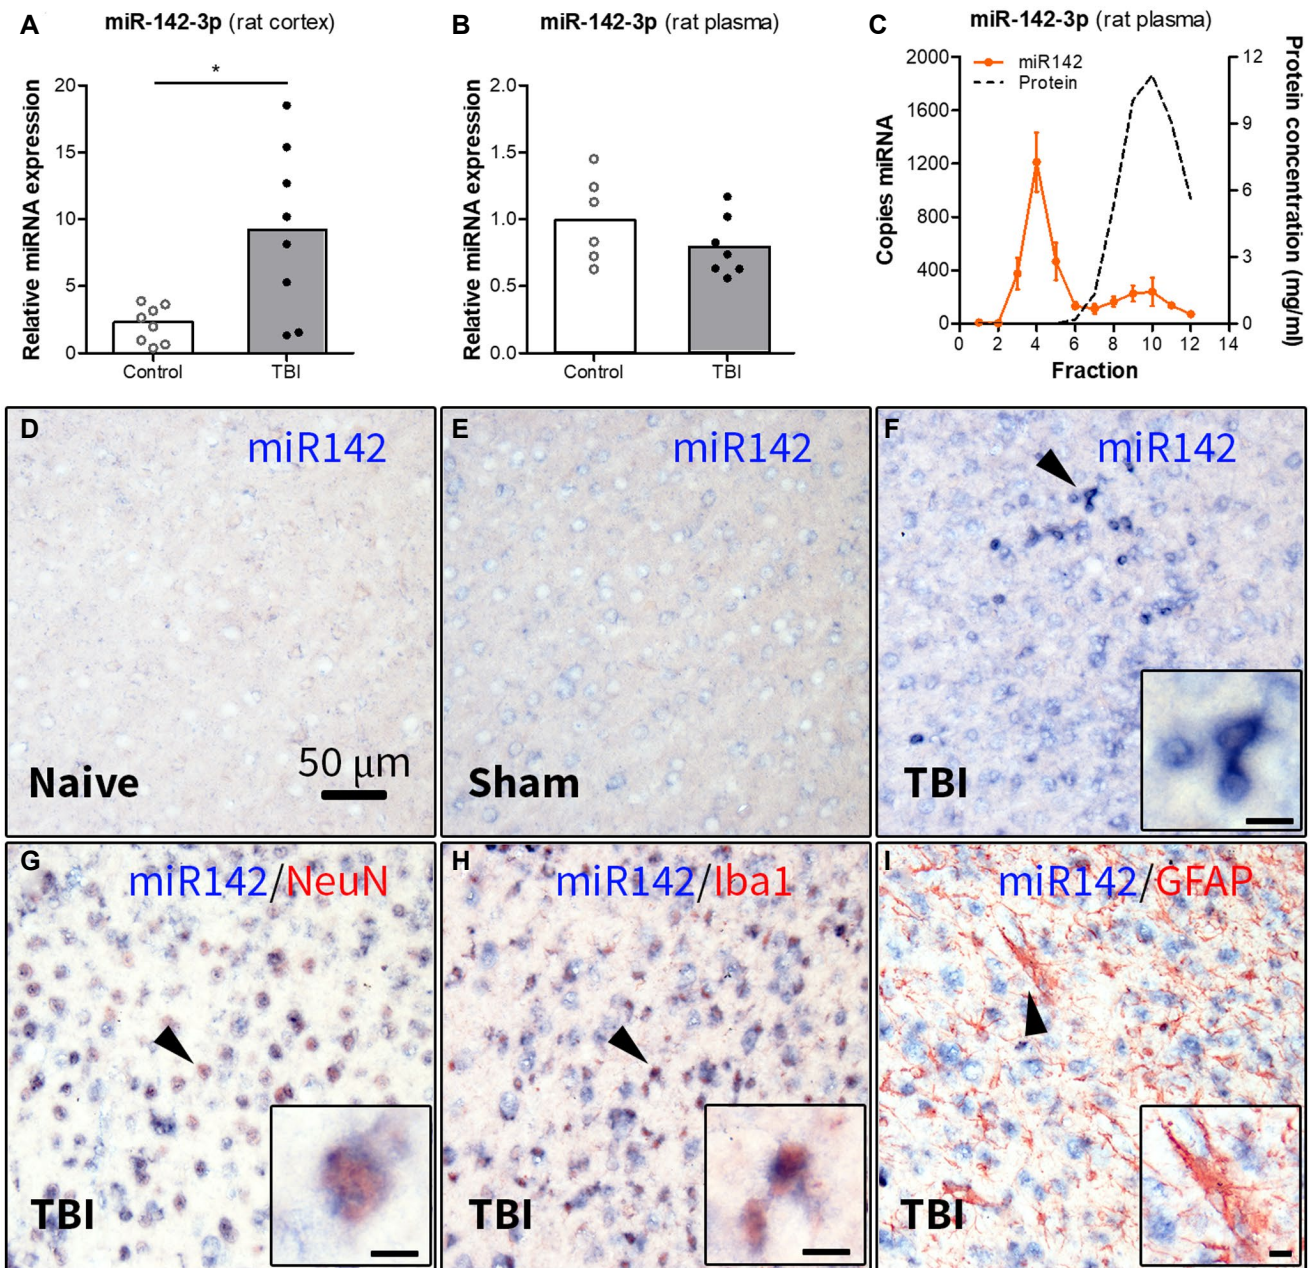 A
miR-142-3p (rat cortex)
*
Relative miRNA expression
20
15
10
5
0
Control
TBI
B
miR-142-3p (rat plasma)
Relative miRNA expression
2.0
1.5
1.0
0.5
0.0
Control
TBI
C
miR-142-3p (rat plasma)
miR142
Protein
Copies miRNA
2000
1600
1200
800
400
0
0 2 4 6 8 10 12 14
Fraction
12
9
6
3
0
Protein concentration (mg/ml)
D
miR142
50 μm
Naive
E
miR142
Sham
F
miR142
TBI
G
miR142/NeuN
TBI
H
miR142/Iba1
TBI
I
miR142/GFAP
TBI